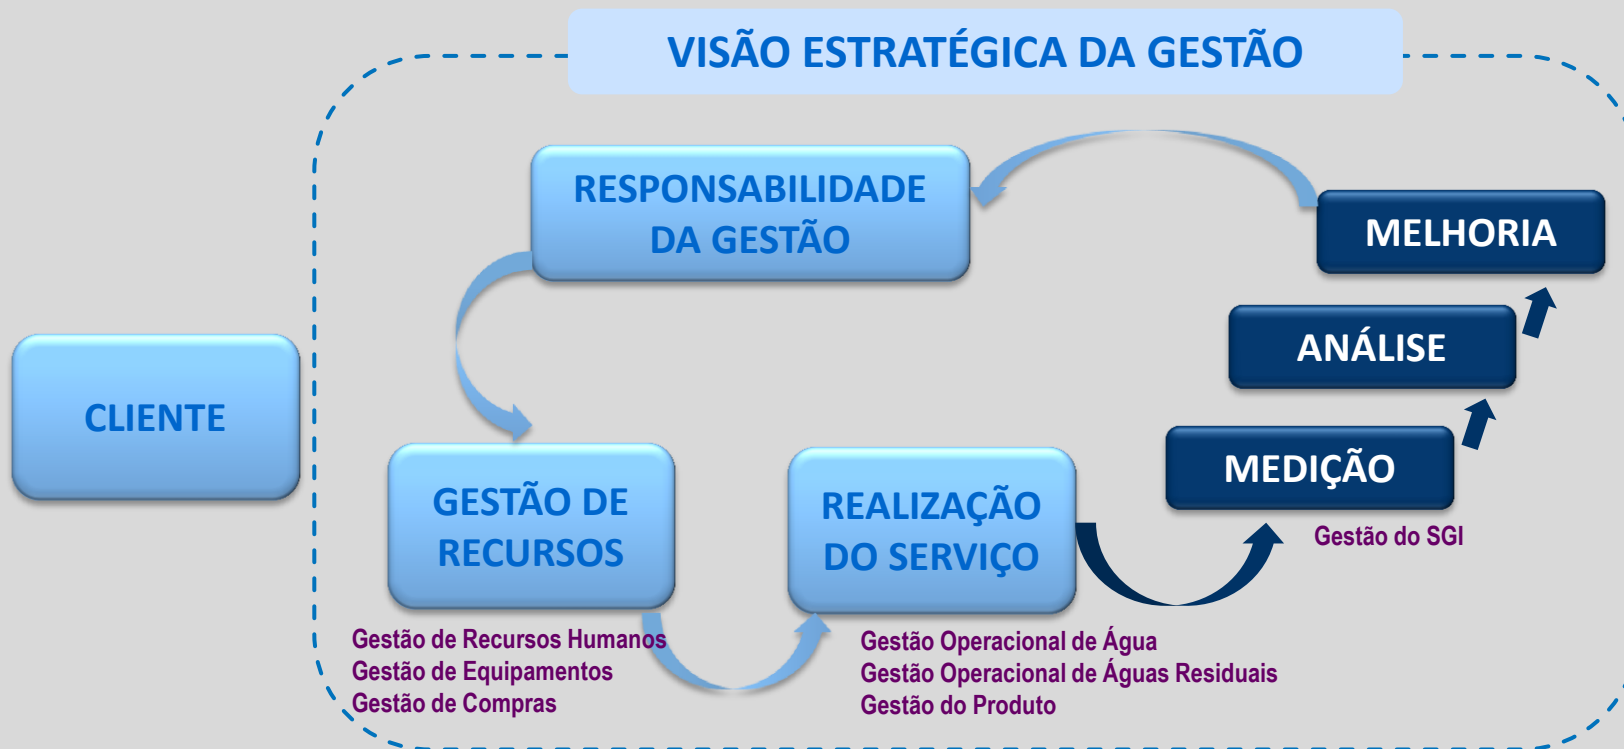 VISÃO ESTRATÉGICA DA GESTÃO
RESPONSABILIDADE
DA GESTÃO
MELHORIA
ANÁLISE
CLIENTE
MEDIÇÃO
GESTÃO DE
RECURSOS
REALIZAÇÃO
DO SERVIÇO
Gestão do SGI
Gestão de Recursos Humanos
Gestão de Equipamentos
Gestão de Compras
Gestão Operacional de Água
Gestão Operacional de Águas Residuais
Gestão do Produto